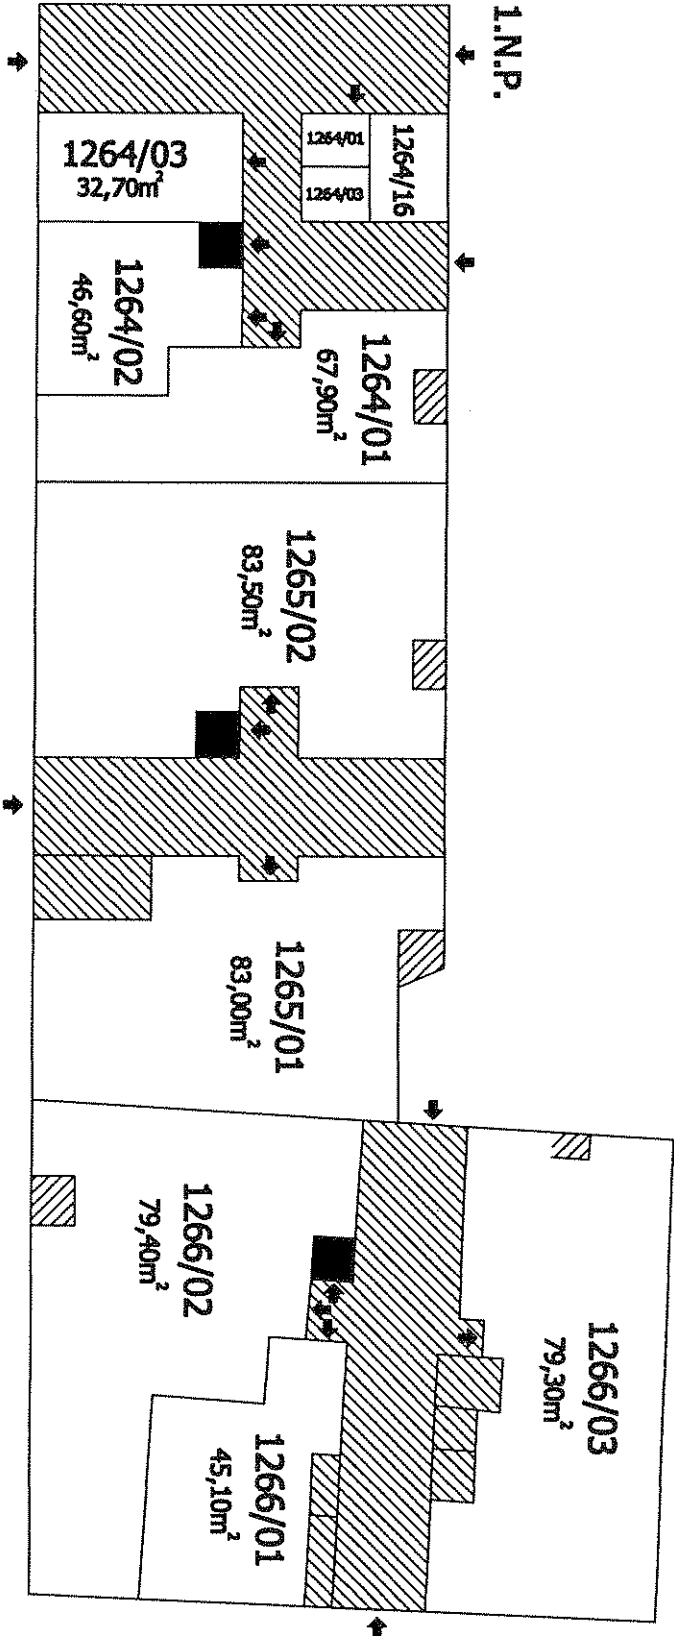 1.N.P.
1264/16
1264/01
1264/03
1264/03
32,70m²
1264/02
46,60m²
1264/01
67,90m²
1265/02
83,50m²
1265/01
83,00m²
1266/02
79,40m²
1266/03
79,30m²
1266/01
45,10m²